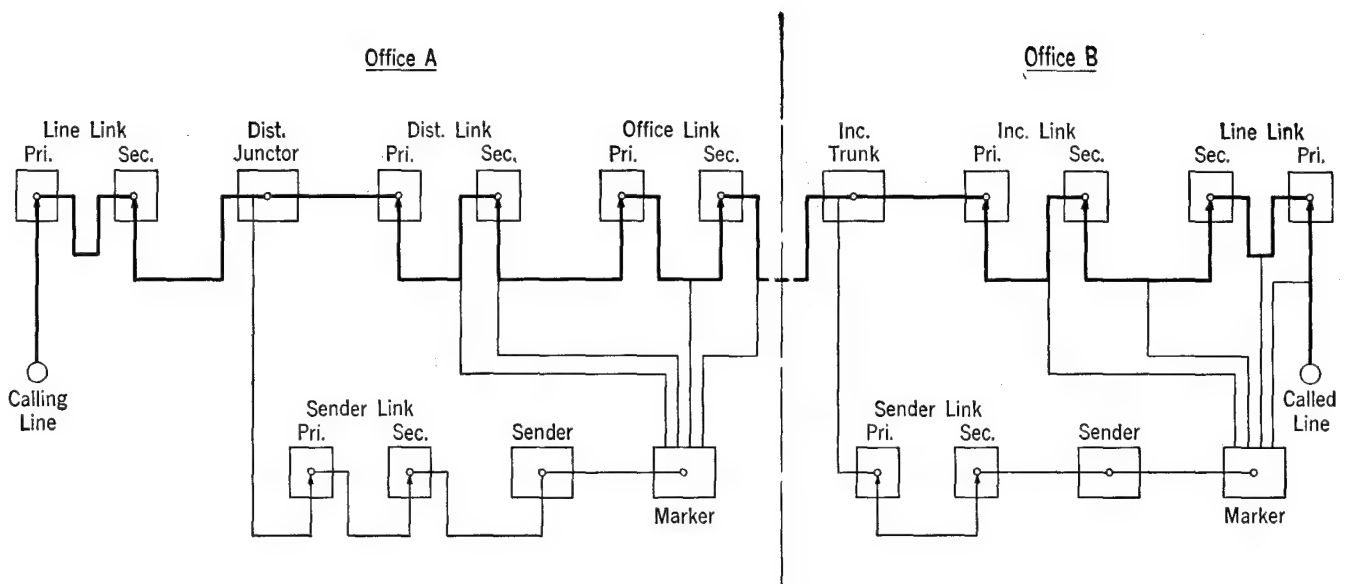 Office A
Office B
Line Link
Pri.
Sec.
Dist.
Junctor
Dist. Link
Pri.
Sec.
Office Link
Pri.
Sec.
Inc.
Trunk
Inc. Link
Pri.
Sec.
Line Link
Sec.
Pri.
Calling
Line
Sender Link
Pri.
Sec.
Sender
Marker
Sender Link
Pri.
Sec.
Sender
Marker
Called
Line